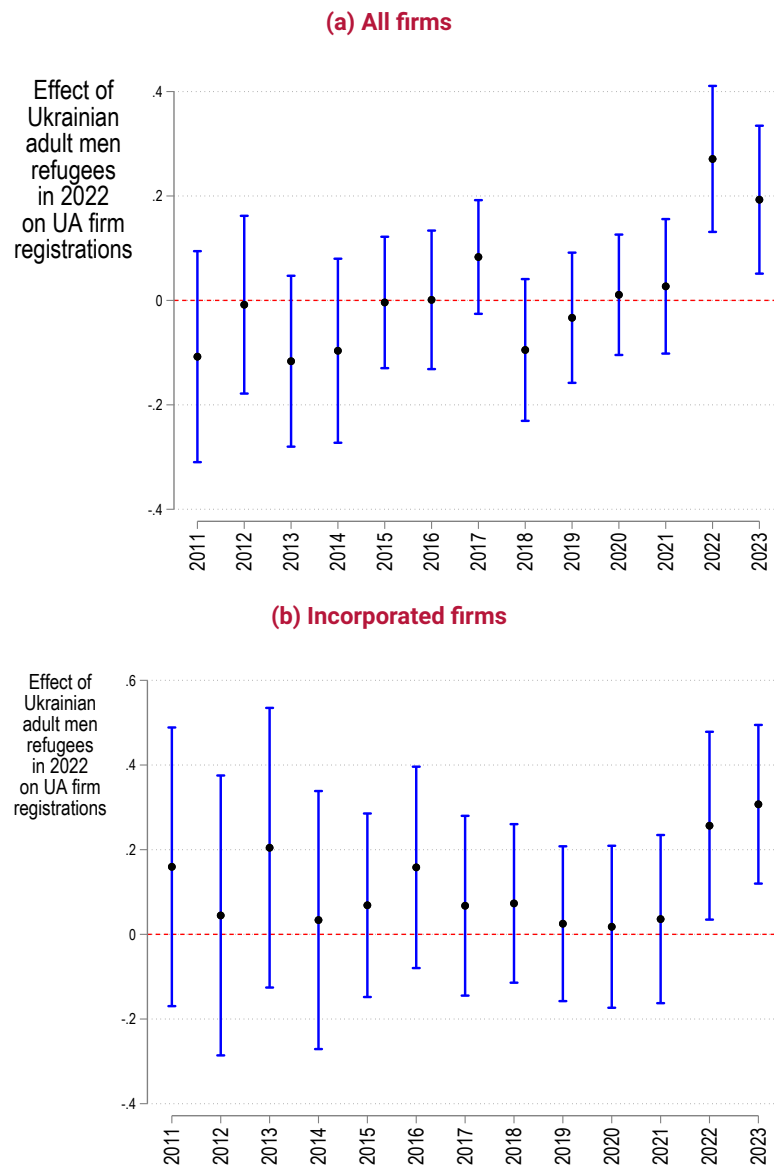 (a) All firms
Effect of
Ukrainian
adult men
refugees
in 2022
on UA firm
registrations
.4
.2
0
-.2
-.4
2011
2012
2013
2014
2015
2016
2017
2018
2019
2020
2021
2022
2023
(b) Incorporated firms
Effect of
Ukrainian
adult men
refugees
in 2022
on UA firm
registrations
.6
.4
.2
0
-.2
-.4
2011
2012
2013
2014
2015
2016
2017
2018
2019
2020
2021
2022
2023